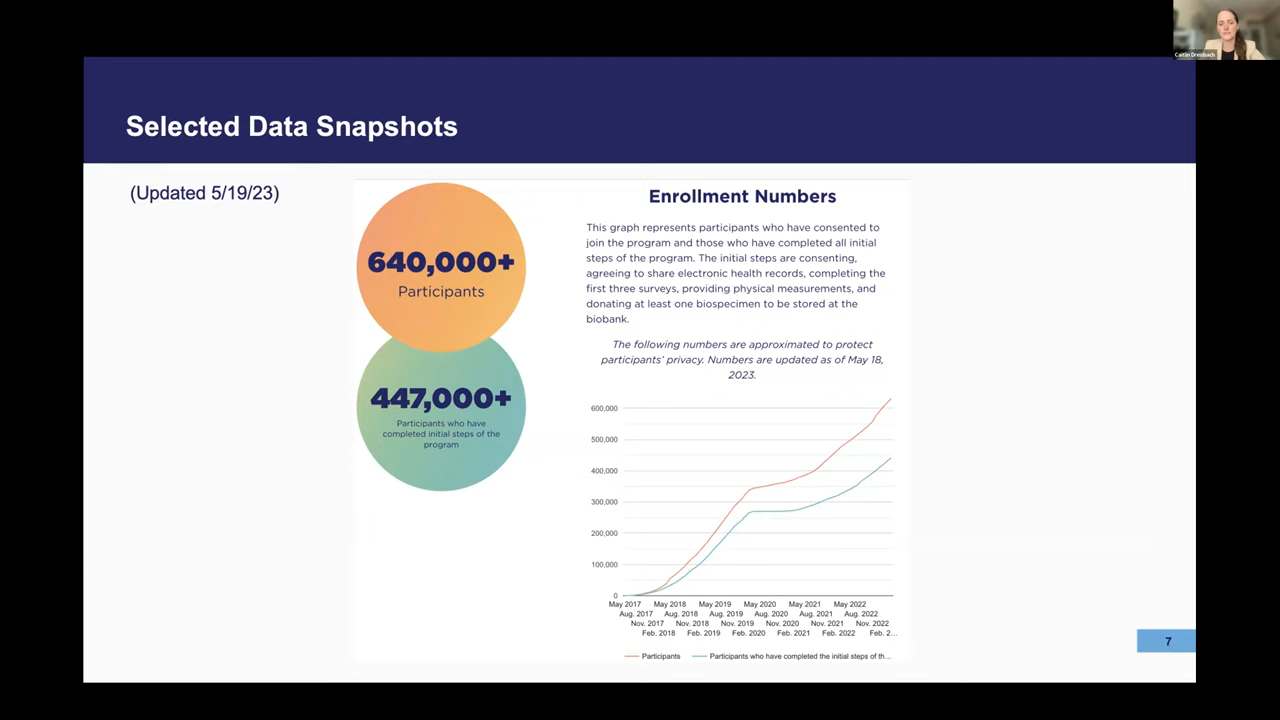 Caitlin Dreisbach
Selected Data Snapshots
(Updated 5/19/23)
640,000+
Participants
447,000+
Participants who have
completed initial steps of the
program
Enrollment Numbers
This graph represents participants who have consented to
join the program and those who have completed all initial
steps of the program. The initial steps are consenting,
agreeing to share electronic health records, completing the
first three surveys, providing physical measurements, and
donating at least one biospecimen to be stored at the
biobank.
The following numbers are approximated to protect
participants' privacy. Numbers are updated as of May 18,
2023.
600,000
500,000
400,000
300,000
200,000
100,000
0
May 2017 May 2018 May 2019 May 2020 May 2021 May 2022
Aug. 2017 Aug. 2018 Aug. 2019 Aug. 2020 Aug. 2021 Aug. 2022
Nov. 2017 Nov. 2018 Nov. 2019 Nov. 2020 Nov. 2021 Nov. 2022
Feb. 2018 Feb. 2019 Feb. 2020 Feb. 2021 Feb. 2022 Feb. 2...
Participants Participants who have completed the initial steps of th...
7